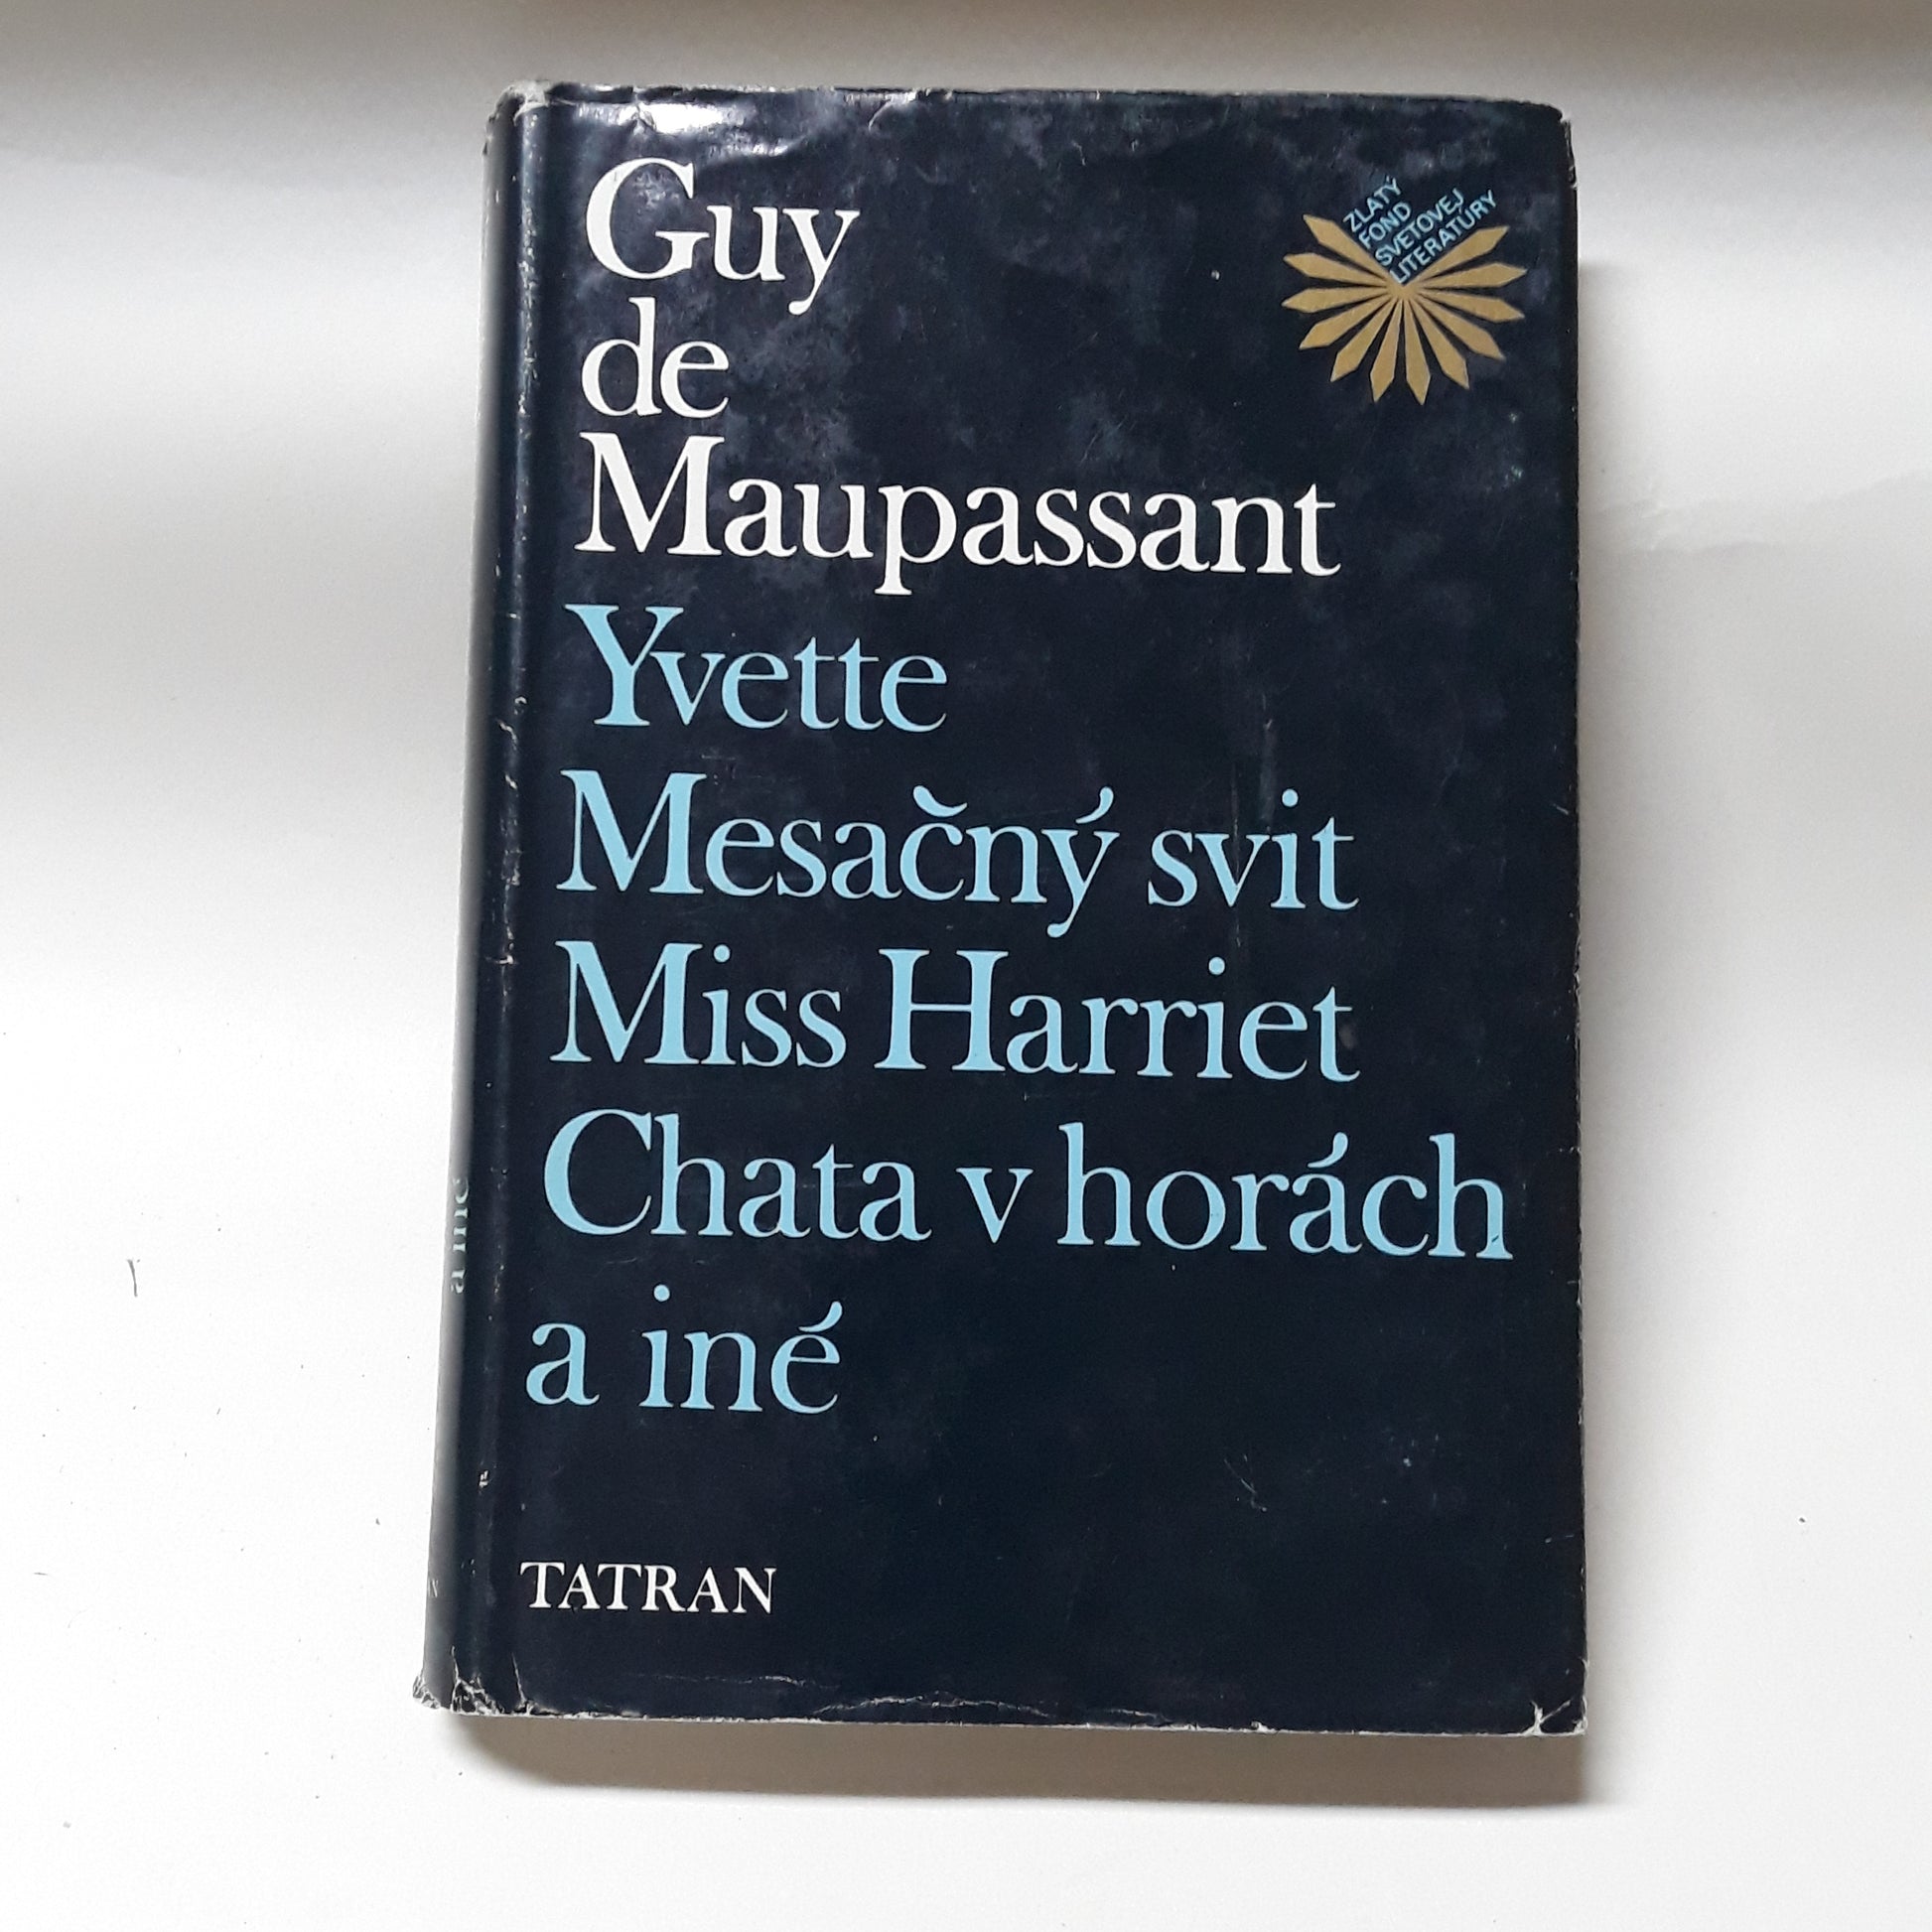 Guy
de
Maupassant
ZLATÝ
FOND
SVETOVEJ
LITERATÚRY
Yvette
Mesačný svit
Miss Harriet
Chata v horách
a iné
TATRAN
a iné